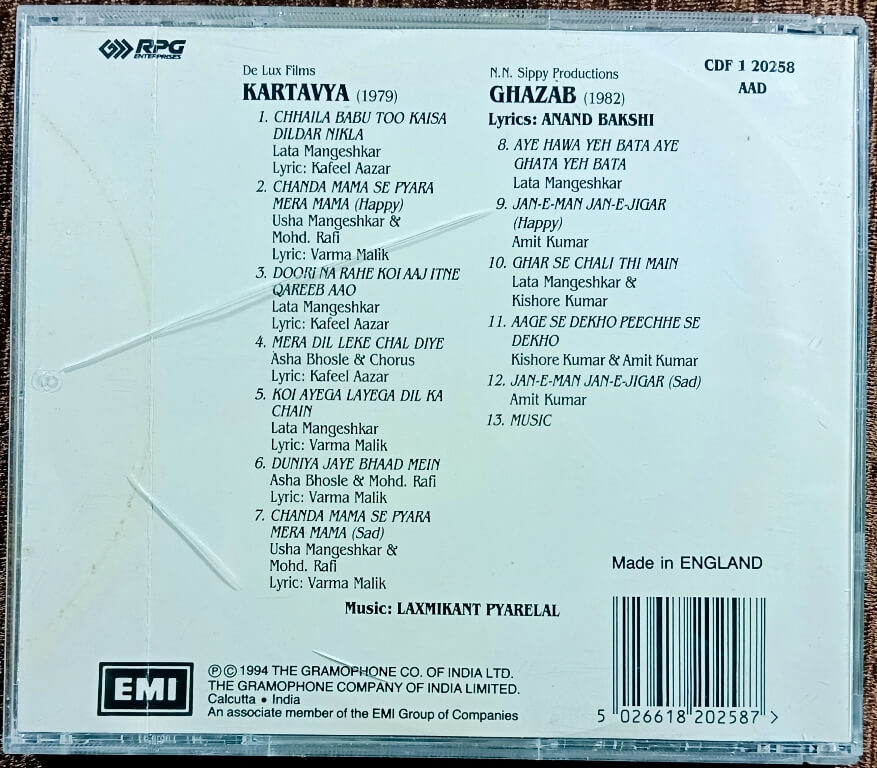 RPG
ENTERPRISES
De Lux Films
KARTAVYA (1979)
1. CHHAILA BABU TOO KAISA
DILDAR NIKLA
Lata Mangeshkar
Lyric: Kafeel Aazar
2. CHANDA MAMA SE PYARA
MERA MAMA (Happy)
Usha Mangeshkar &
Mohd. Rafi
Lyric: Varma Malik
3. DOORI NA RAHE KOI AAJ ITNE
QAREEB AAO
Lata Mangeshkar
Lyric: Kafeel Aazar
4. MERA DIL LEKE CHAL DIYE
Asha Bhosle & Chorus
Lyric: Kafeel Aazar
5. KOI AYEGA LAYEGA DIL KA
CHAIN
Lata Mangeshkar
Lyric: Varma Malik
6. DUNIYA JAYE BHAAD MEIN
Asha Bhosle & Mohd. Rafi
Lyric: Varma Malik
7. CHANDA MAMA SE PYARA
MERA MAMA (Sad)
Usha Mangeshkar &
Mohd. Rafi
Lyric: Varma Malik
N.N. Sippy Productions
GHAZAB (1982)
Lyrics: ANAND BAKSHI
8. AYE HAWA YEH BATA AYE
GHATA YEH BATA
Lata Mangeshkar
9. JAN-E-MAN JAN-E-JIGAR
(Happy)
Amit Kumar
10. GHAR SE CHALI THI MAIN
Lata Mangeshkar &
Kishore Kumar
11. AAGE SE DEKHO PEECHHE SE
DEKHO
Kishore Kumar & Amit Kumar
12. JAN-E-MAN JAN-E-JIGAR (Sad)
Amit Kumar
13. MUSIC
CDF 1 20258
AAD
Music: LAXMIKANT PYARELAL
Made in ENGLAND
EMI
℗ © 1994 THE GRAMOPHONE CO. OF INDIA LTD.
THE GRAMOPHONE COMPANY OF INDIA LIMITED.
Calcutta • India
An associate member of the EMI Group of Companies
5 026618 202587 >